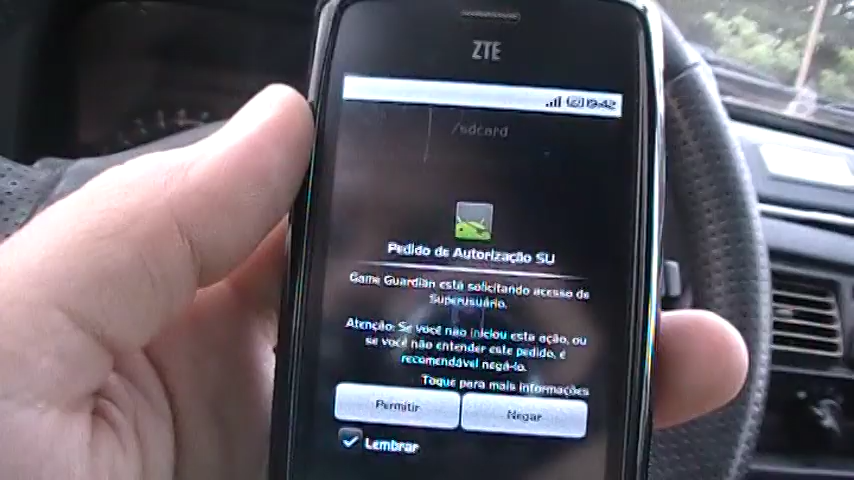 ZTE
09:42
/sdcard
Pedido de Autorização SU
Game Guardian está solicitando acesso de
Superusuário.
Atenção: Se você não iniciou esta ação, ou
se você não entender este pedido, é
recomendável negá-lo.
Toque para mais informações
Permitir
Negar
Lembrar